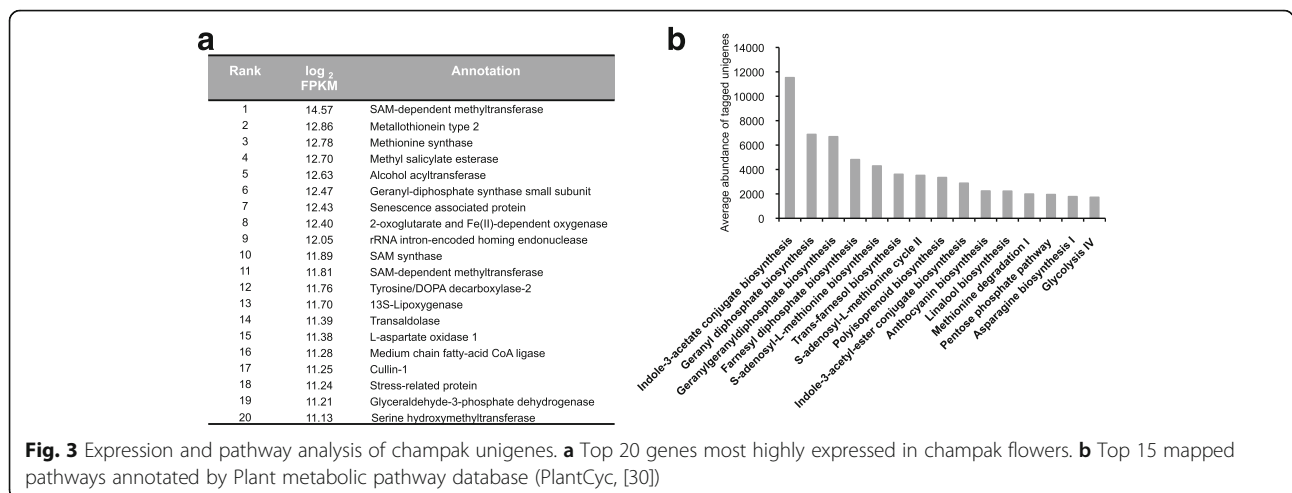 a
Rank log 2 FPKM Annotation
1 14.57 SAM-dependent methyltransferase
2 12.86 Metallothionein type 2
3 12.78 Methionine synthase
4 12.70 Methyl salicylate esterase
5 12.63 Alcohol acyltransferase
6 12.47 Geranyl-diphosphate synthase small subunit
7 12.43 Senescence associated protein
8 12.40 2-oxoglutarate and Fe(II)-dependent oxygenase
9 12.05 rRNA intron-encoded homing endonuclease
10 11.89 SAM synthase
11 11.81 SAM-dependent methyltransferase
12 11.76 Tyrosine/DOPA decarboxylase-2
13 11.70 13S-Lipoxygenase
14 11.39 Transaldolase
15 11.38 L-aspartate oxidase 1
16 11.28 Medium chain fatty-acid CoA ligase
17 11.25 Cullin-1
18 11.24 Stress-related protein
19 11.21 Glyceraldehyde-3-phosphate dehydrogenase
20 11.13 Serine hydroxymethyltransferase
b
Average abundance of tagged unigenes
14000
12000
10000
8000
6000
4000
2000
0
Indole-3-acetate conjugate biosynthesis
Geranyl diphosphate biosynthesis
Geranylgeranyldiphosphate biosynthesis
Farnesyl diphosphate biosynthesis
S-adenosyl-L-methionine biosynthesis
Trans-farnesol biosynthesis
S-adenosyl-L-methionine cycle II
Polyisoprenoid biosynthesis
Indole-3-acetyl-ester conjugate biosynthesis
Anthocyanin biosynthesis
Linalool biosynthesis
Methionine degradation I
Pentose phosphate pathway
Asparagine biosynthesis I
Glycolysis IV
Fig. 3 Expression and pathway analysis of champak unigenes. a Top 20 genes most highly expressed in champak flowers. b Top 15 mapped
pathways annotated by Plant metabolic pathway database (PlantCyc, [30])